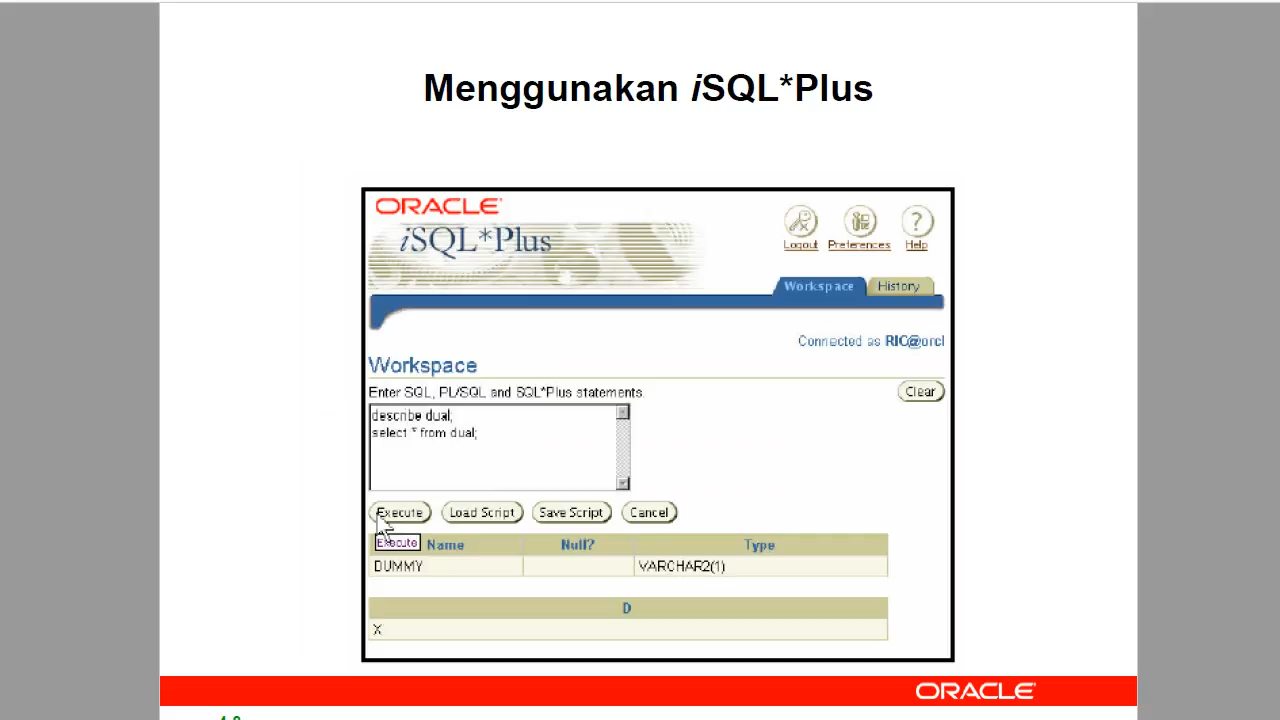 Menggunakan iSQL*Plus
ORACLE
iSQL*Plus
Logout Preferences Help
Workspace History
Connected as RIC@orcl
Workspace
Enter SQL, PL/SQL and SQL*Plus statements.
Clear
describe dual;
select * from dual;
Execute Load Script Save Script Cancel
Execute
Name Null? Type
DUMMY VARCHAR2(1)
D
X
ORACLE